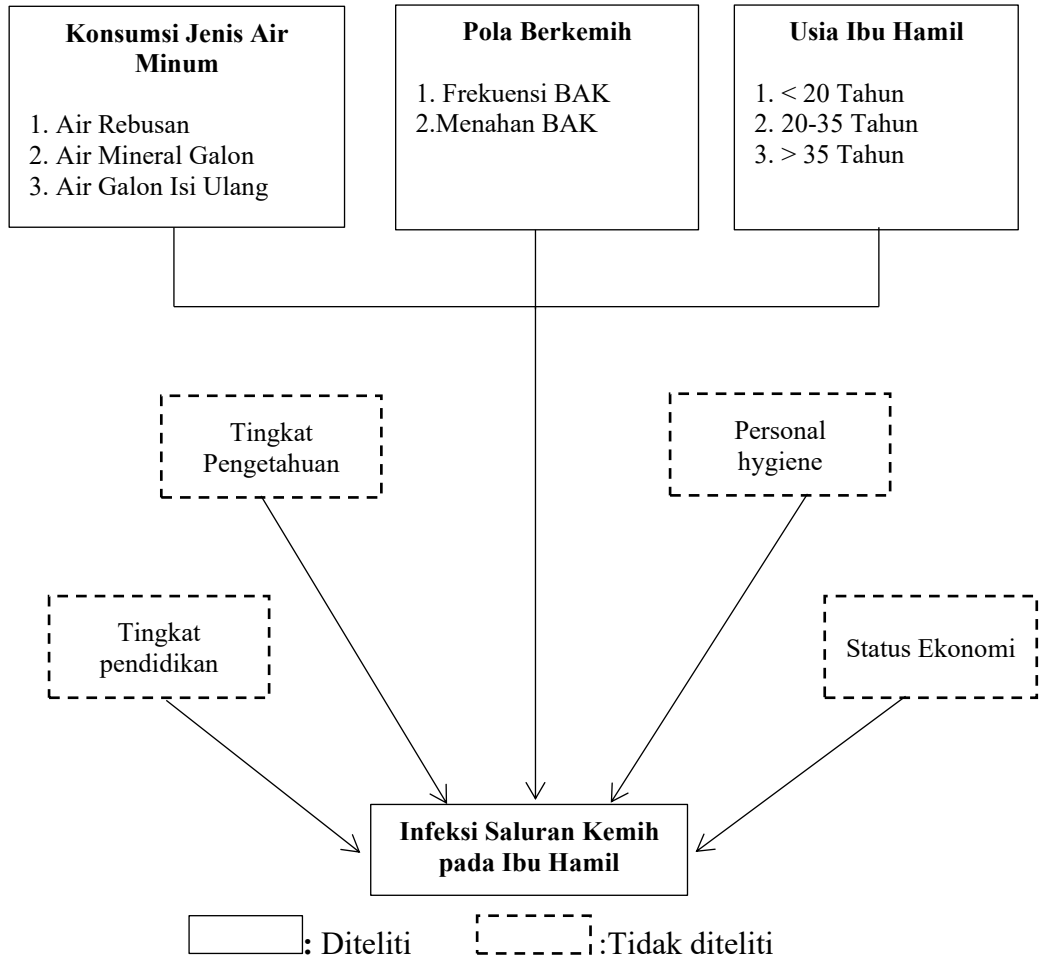 Konsumsi Jenis Air
Minum
1. Air Rebusan
2. Air Mineral Galon
3. Air Galon Isi Ulang
Pola Berkemih
1. Frekuensi BAK
2.Menahan BAK
Usia Ibu Hamil
1. < 20 Tahun
2. 20-35 Tahun
3. > 35 Tahun
Tingkat
Pengetahuan
Personal
hygiene
Tingkat
pendidikan
Status Ekonomi
Infeksi Saluran Kemih
pada Ibu Hamil
: Diteliti
:Tidak diteliti